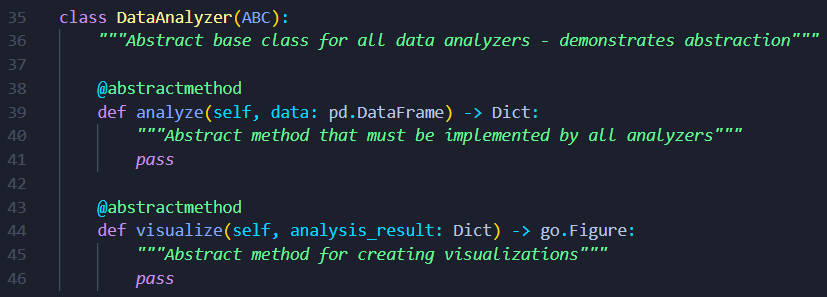 35 class DataAnalyzer(ABC):
36     """Abstract base class for all data analyzers - demonstrates abstraction"""
37
38     @abstractmethod
39     def analyze(self, data: pd.DataFrame) -> Dict:
40         """Abstract method that must be implemented by all analyzers"""
41         pass
42
43     @abstractmethod
44     def visualize(self, analysis_result: Dict) -> go.Figure:
45         """Abstract method for creating visualizations"""
46         pass